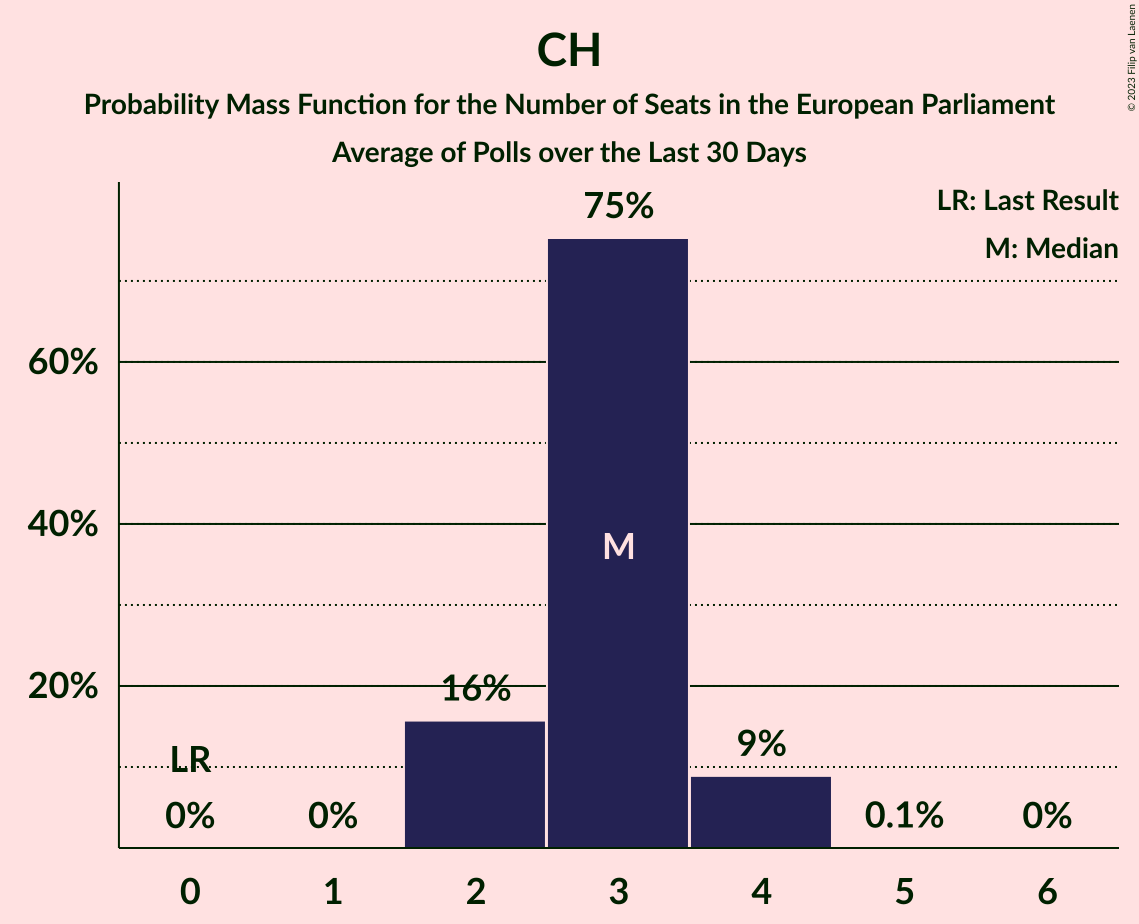 CH
Probability Mass Function for the Number of Seats in the European Parliament
Average of Polls over the Last 30 Days
© 2023 Filip van Laenen
LR: Last Result
M: Median
75%
60%
40%
M
20%
16%
9%
LR
0%
0%
0.1%
0%
0 1 2 3 4 5 6